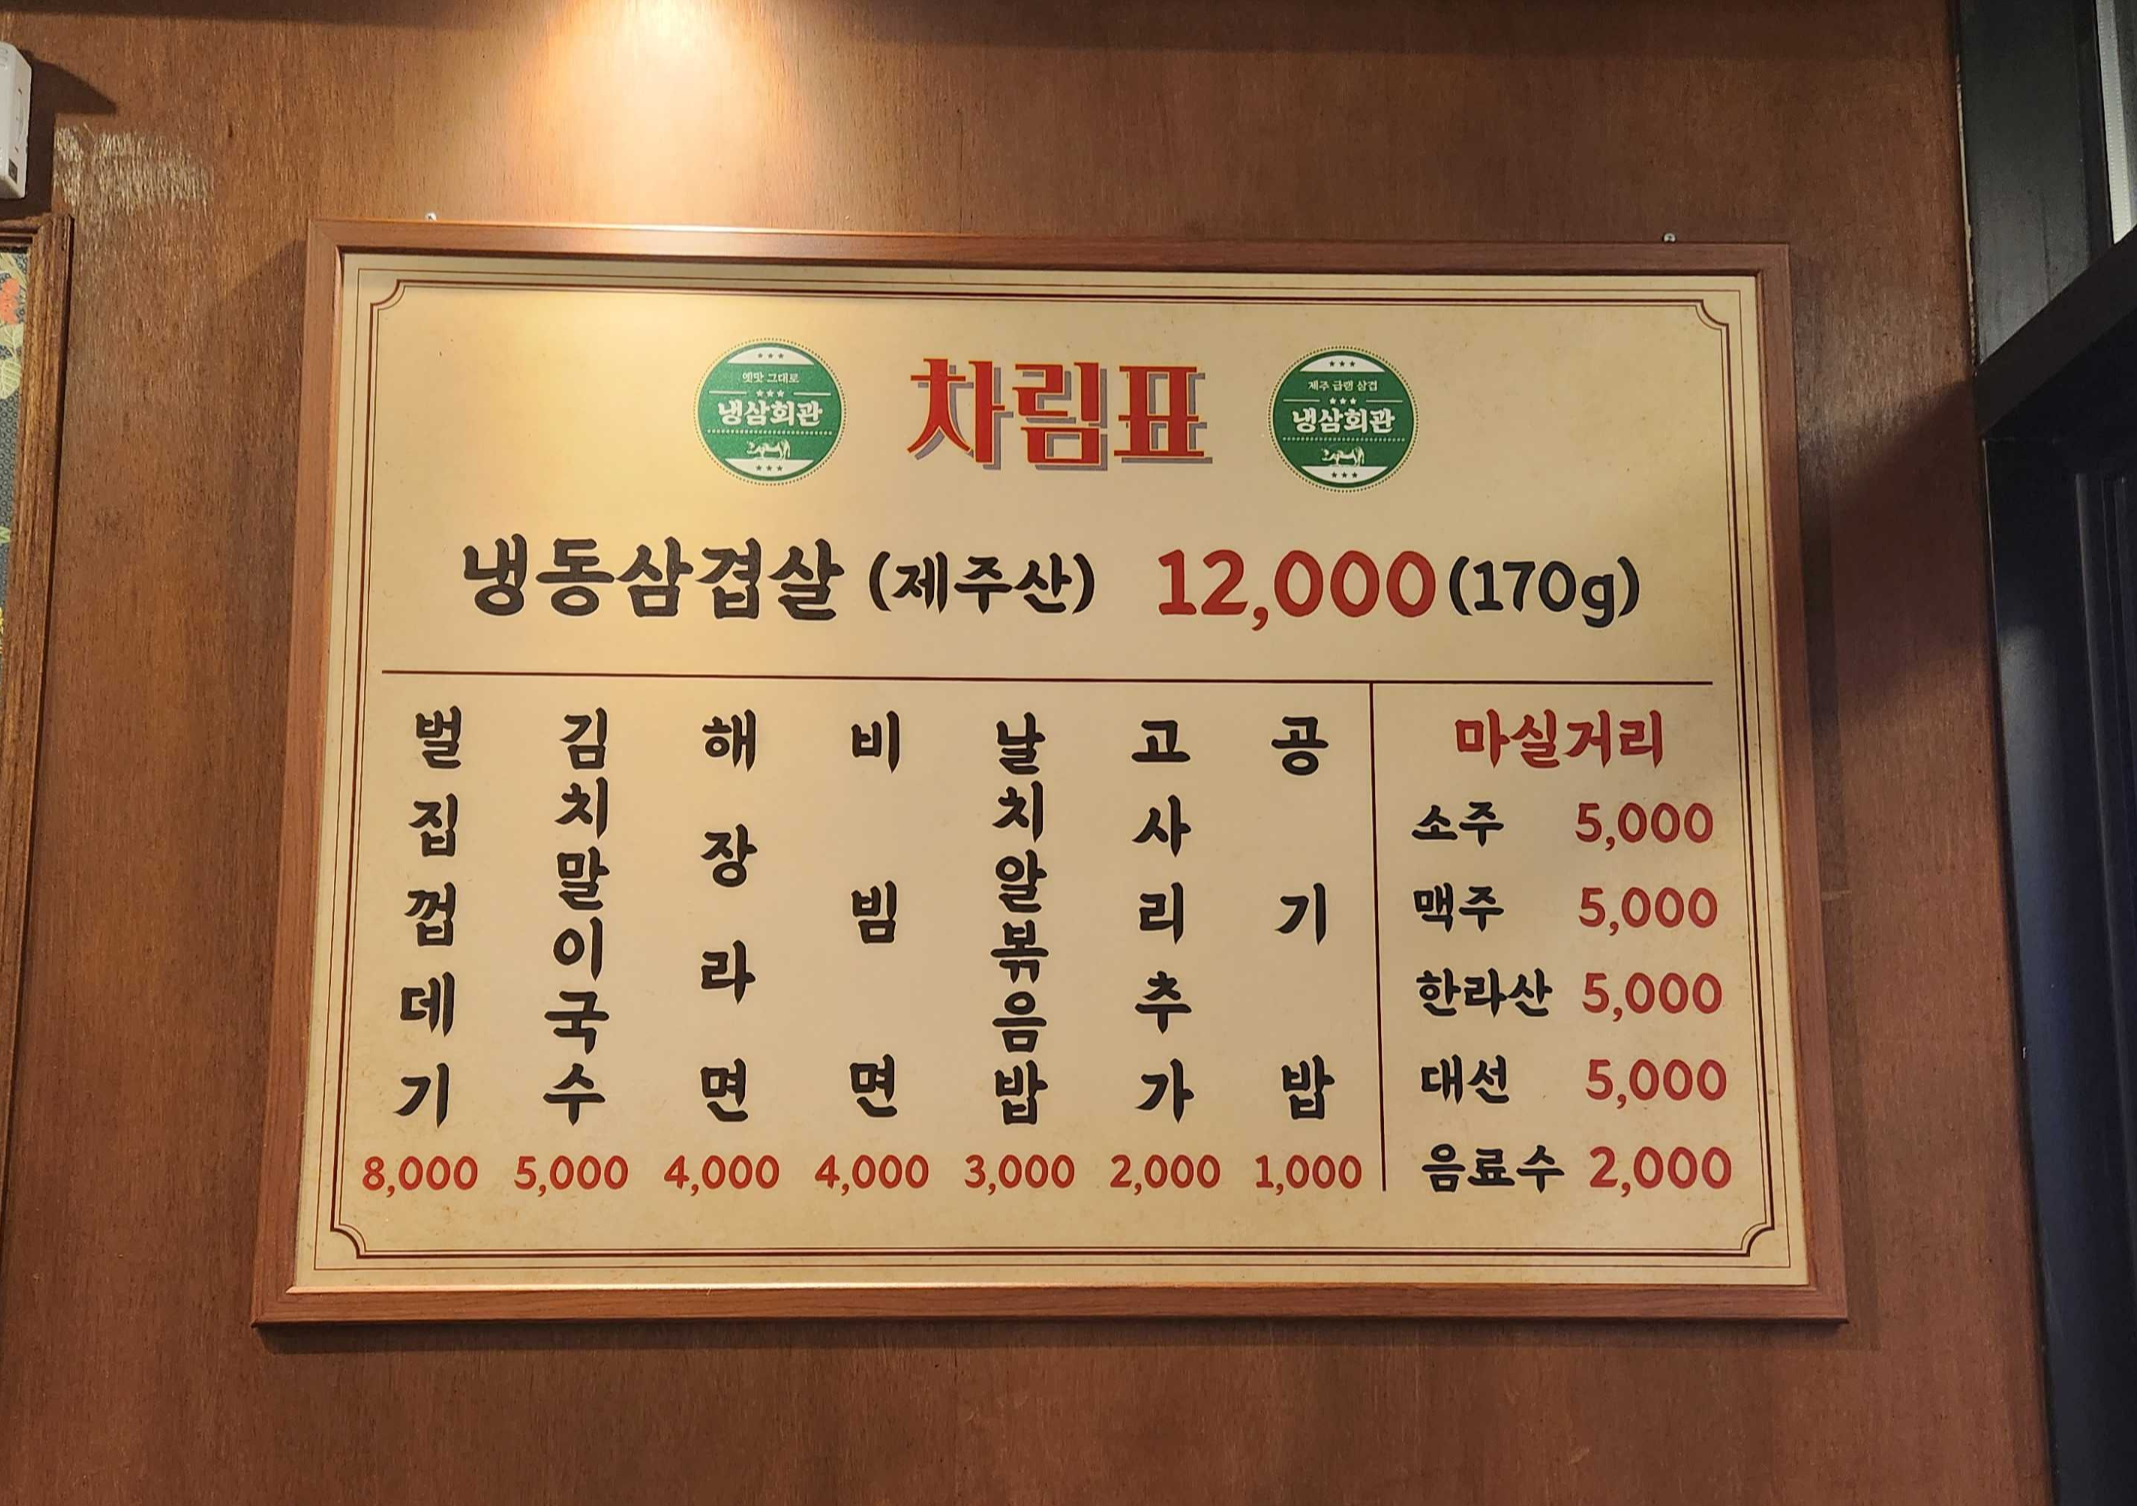 옛맛 그대로
냉삼회관
차림표
제주 급랭 삼겹
냉삼회관
냉동삼겹살 (제주산) 12,000(170g)
벌집껍데기 8,000
김치말이국수 5,000
해장라면 4,000
비빔면 4,000
날치알볶음밥 3,000
고사리추가 2,000
공기밥 1,000
마실거리
소주 5,000
맥주 5,000
한라산 5,000
대선 5,000
음료수 2,000